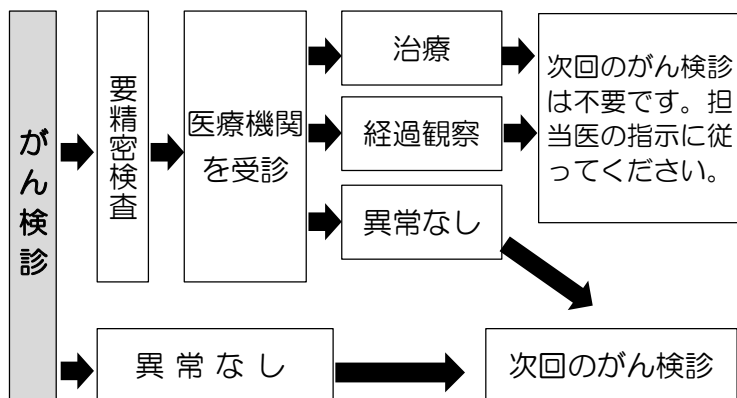 がん検診
要精密検査
医療機関
を受診
治療
経過観察
異常なし
次回のがん検診
は不要です。担
当医の指示に従
ってください。
異常なし
次回のがん検診